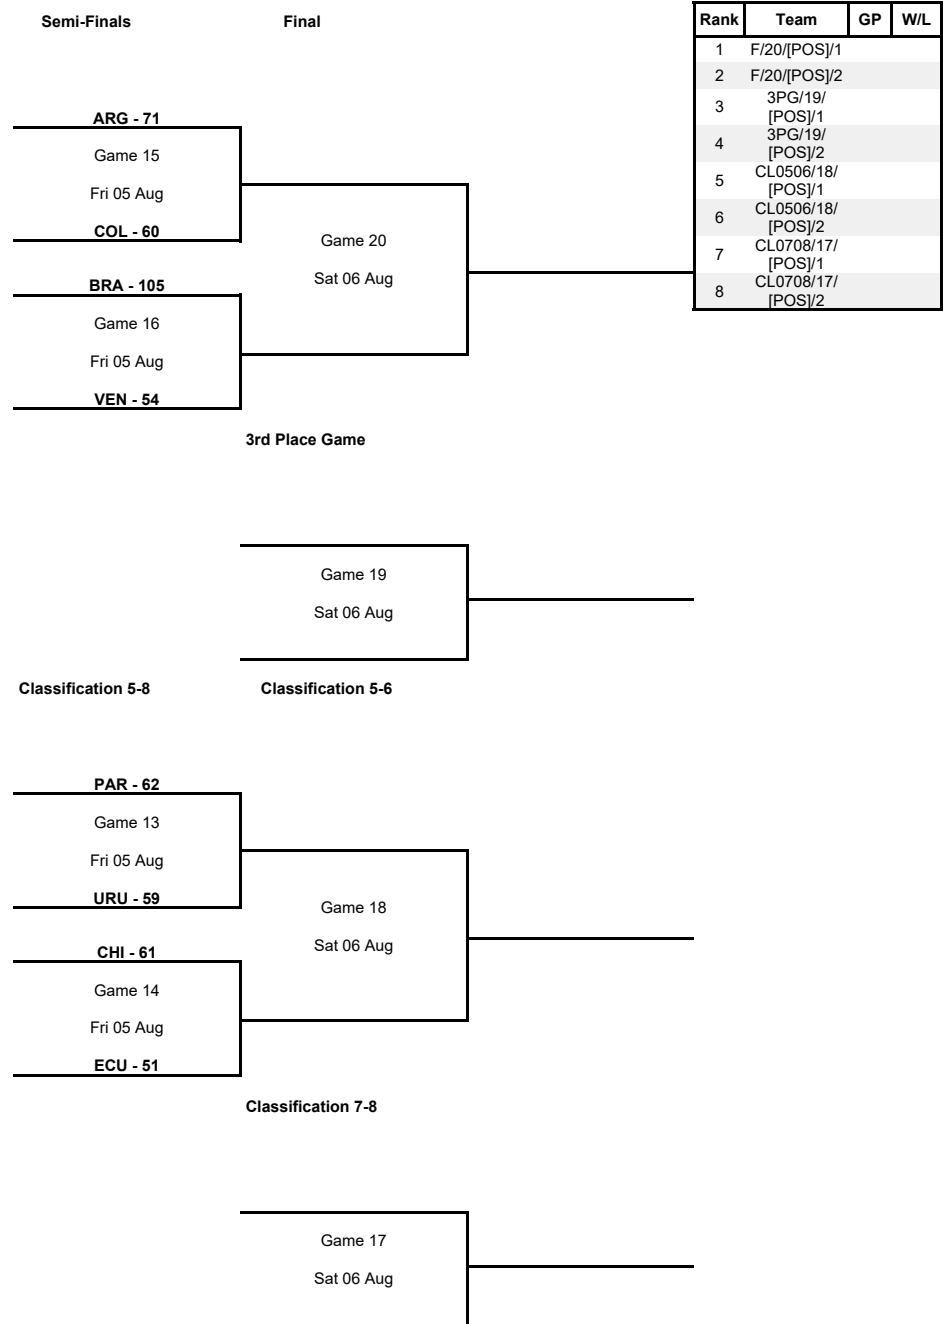 Semi-Finals
Final
Rank Team GP W/L
1 F/20/[POS]/1
2 F/20/[POS]/2
3 3PG/19/
[POS]/1
4 3PG/19/
[POS]/2
5 CL0506/18/
[POS]/1
6 CL0506/18/
[POS]/2
7 CL0708/17/
[POS]/1
8 CL0708/17/
[POS]/2
ARG - 71
Game 15
Fri 05 Aug
COL - 60
Game 20
Sat 06 Aug
BRA - 105
Game 16
Fri 05 Aug
VEN - 54
3rd Place Game
Game 19
Sat 06 Aug
Classification 5-8
Classification 5-6
PAR - 62
Game 13
Fri 05 Aug
URU - 59
Game 18
Sat 06 Aug
CHI - 61
Game 14
Fri 05 Aug
ECU - 51
Classification 7-8
Game 17
Sat 06 Aug